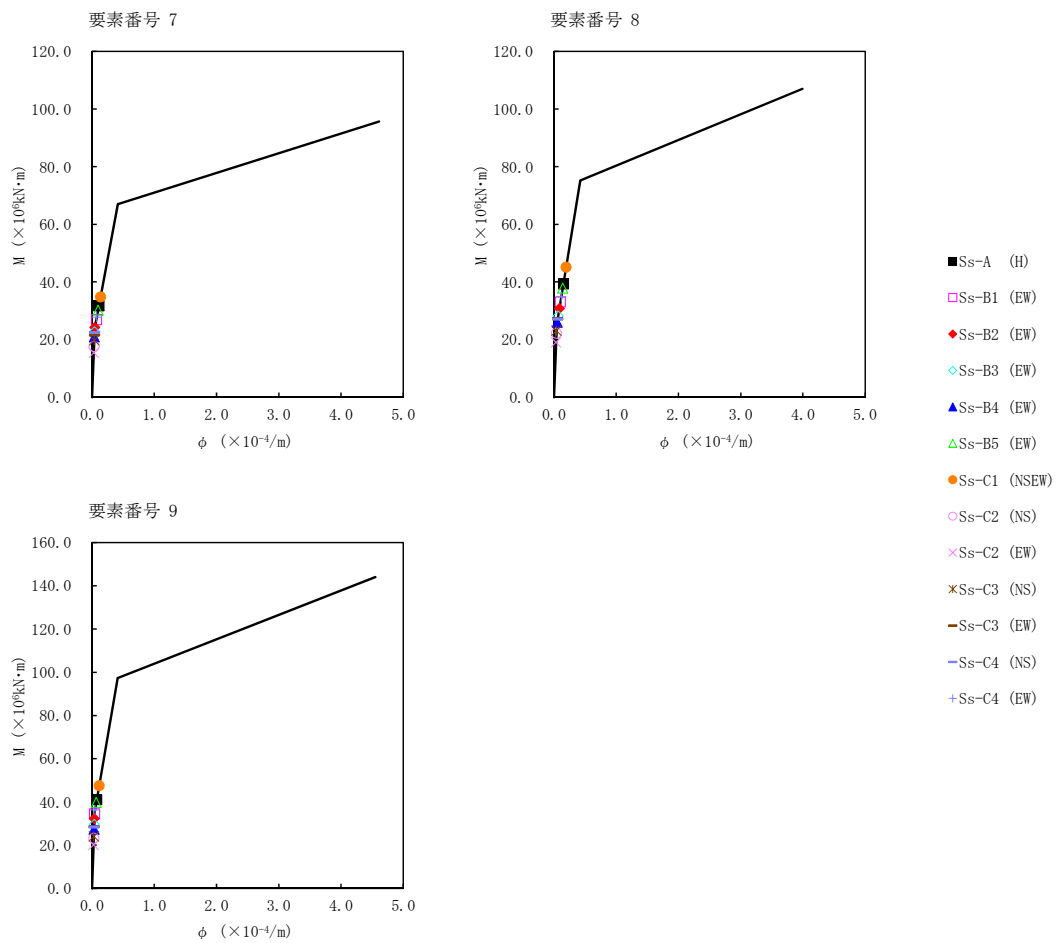 要素番号 7
120.0
100.0
80.0
60.0
40.0
20.0
0.0
M (×10⁶kN・m)
0.0 1.0 2.0 3.0 4.0 5.0
φ (×10⁻⁴/m)
要素番号 8
120.0
100.0
80.0
60.0
40.0
20.0
0.0
M (×10⁶kN・m)
0.0 1.0 2.0 3.0 4.0 5.0
φ (×10⁻⁴/m)
要素番号 9
160.0
140.0
120.0
100.0
80.0
60.0
40.0
20.0
0.0
M (×10⁶kN・m)
0.0 1.0 2.0 3.0 4.0 5.0
φ (×10⁻⁴/m)
Ss-A (H)
Ss-B1 (EW)
Ss-B2 (EW)
Ss-B3 (EW)
Ss-B4 (EW)
Ss-B5 (EW)
Ss-C1 (NSEW)
Ss-C2 (NS)
Ss-C2 (EW)
Ss-C3 (NS)
Ss-C3 (EW)
Ss-C4 (NS)
Ss-C4 (EW)